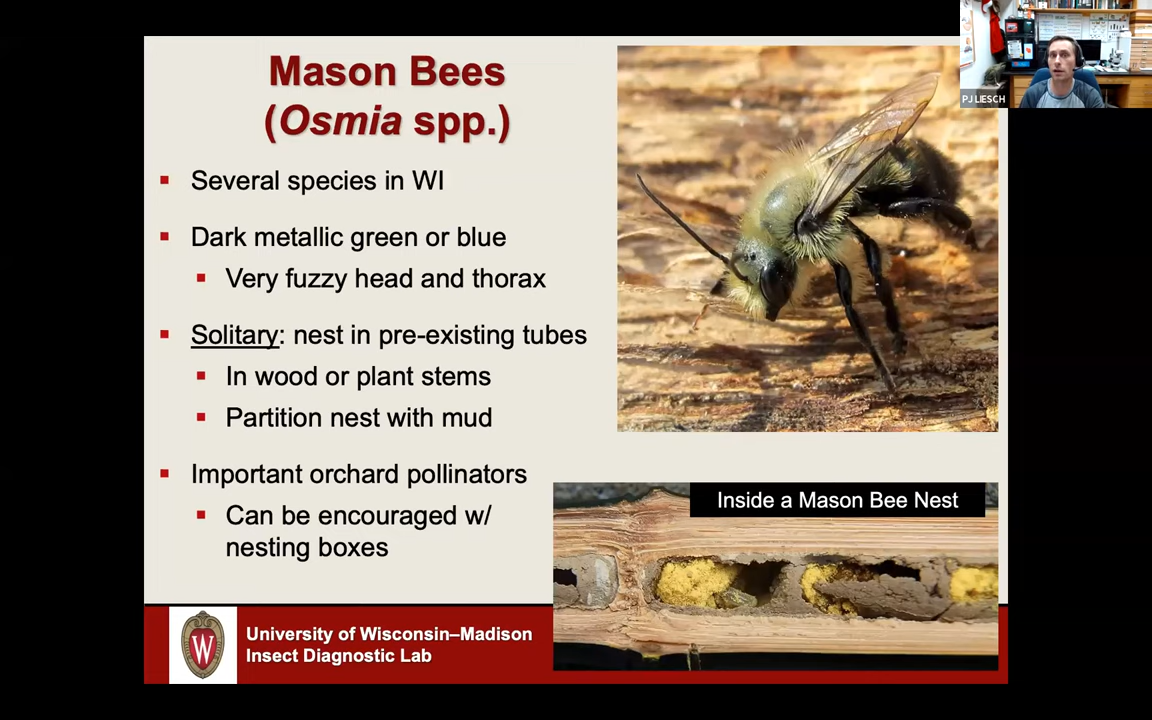 Mason Bees
(Osmia spp.)
Several species in WI
Dark metallic green or blue
Very fuzzy head and thorax
Solitary: nest in pre-existing tubes
In wood or plant stems
Partition nest with mud
Important orchard pollinators
Can be encouraged w/
nesting boxes
Inside a Mason Bee Nest
W
University of Wisconsin–Madison
Insect Diagnostic Lab
PJ LIESCH